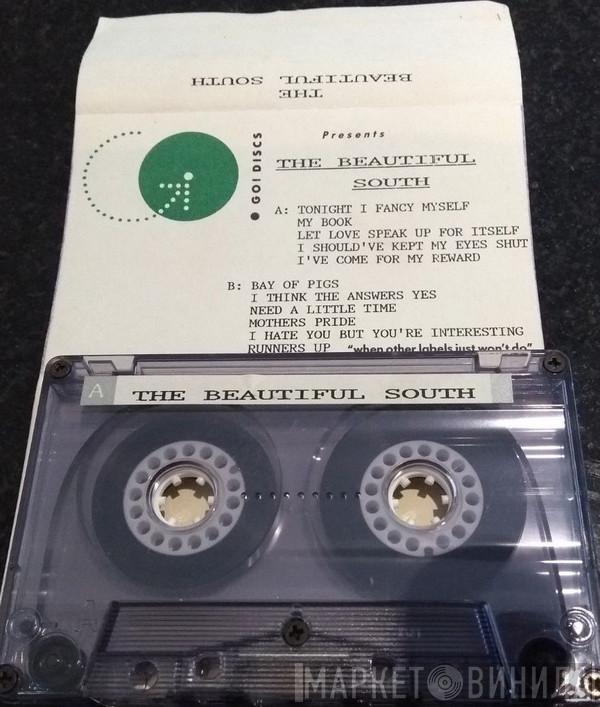 THE
BEAUTIFUL SOUTH
GO! DISCS
Presents
THE BEAUTIFUL
SOUTH
A: TONIGHT I FANCY MYSELF
MY BOOK
LET LOVE SPEAK UP FOR ITSELF
I SHOULD'VE KEPT MY EYES SHUT
I'VE COME FOR MY REWARD
B: BAY OF PIGS
I THINK THE ANSWERS YES
NEED A LITTLE TIME
MOTHERS PRIDE
I HATE YOU BUT YOU'RE INTERESTING
RUNNERS UP "when other labels just won't do"
A THE BEAUTIFUL SOUTH
МАРКЕТ ВИНИЛА